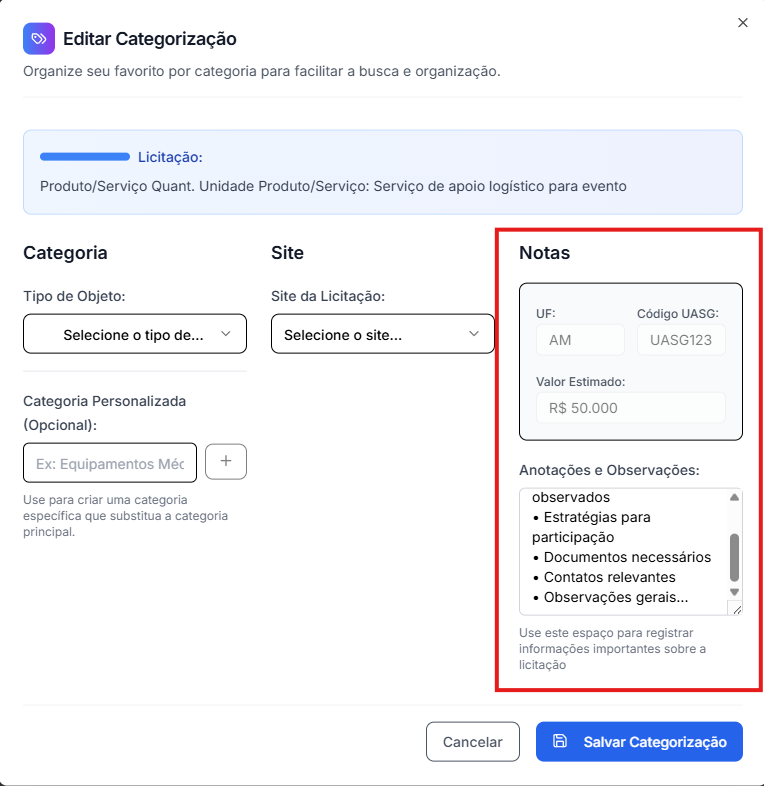 Editar Categorização
Organize seu favorito por categoria para facilitar a busca e organização.
Licitação:
Produto/Serviço Quant. Unidade Produto/Serviço: Serviço de apoio logístico para evento
Categoria
Tipo de Objeto:
Selecione o tipo de...
Categoria Personalizada
(Opcional):
Ex: Equipamentos Méc
+
Use para criar uma categoria
específica que substitua a categoria
principal.
Site
Site da Licitação:
Selecione o site...
Notas
UF: Código UASG:
AM UASG123
Valor Estimado:
R$ 50.000
Anotações e Observações:
observados
• Estratégias para
participação
• Documentos necessários
• Contatos relevantes
• Observações gerais...
Use este espaço para registrar
informações importantes sobre a
licitação
Cancelar
Salvar Categorização